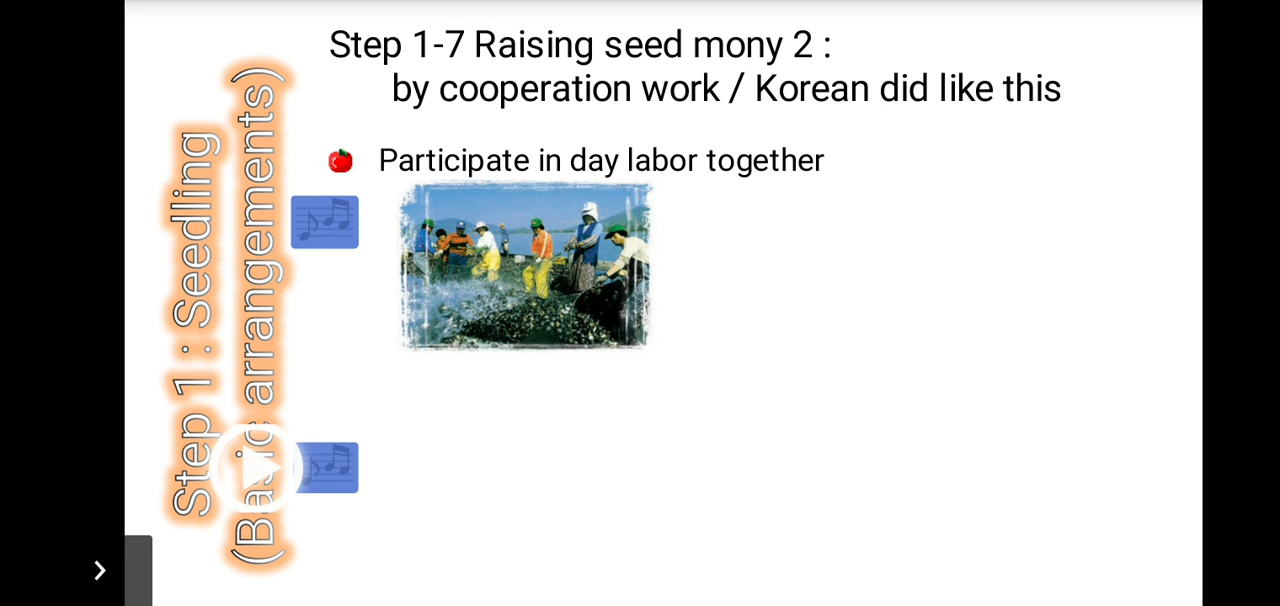 Step 1-7 Raising seed mony 2 :
by cooperation work / Korean did like this
Participate in day labor together
Step 1 : Seedling
(Basic arrangements)